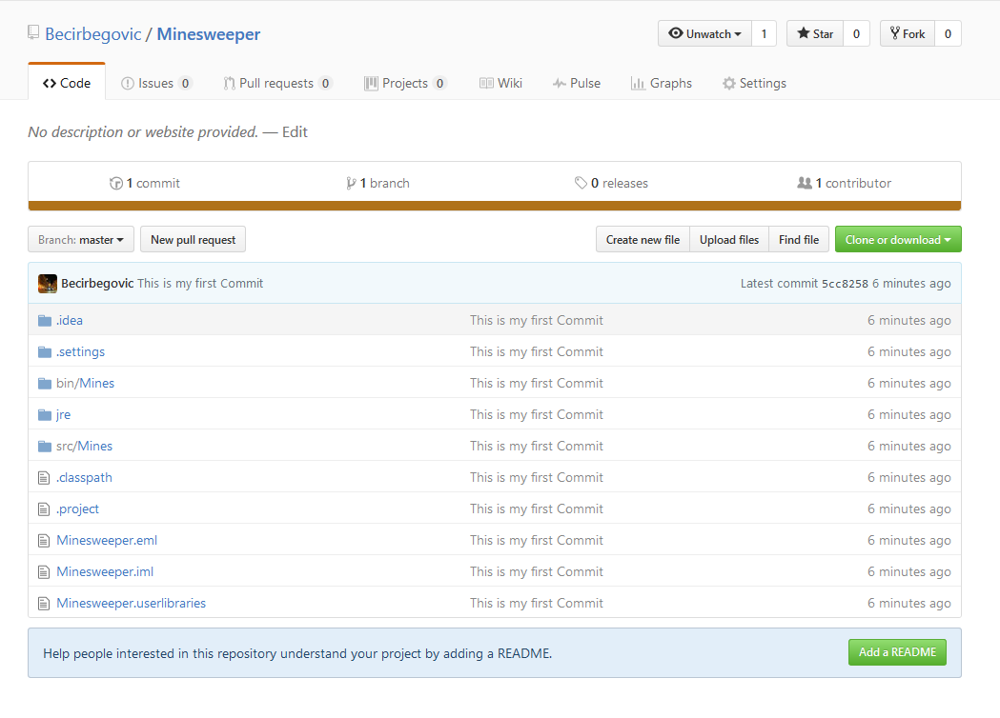 Becirbegovic / Minesweeper Unwatch 1 Star 0 Fork 0
Code Issues 0 Pull requests 0 Projects 0 Wiki Pulse Graphs Settings
No description or website provided. — Edit
1 commit 1 branch 0 releases 1 contributor
Branch: master New pull request Create new file Upload files Find file Clone or download
Becirbegovic This is my first Commit Latest commit 5cc8258 6 minutes ago
.idea This is my first Commit 6 minutes ago
.settings This is my first Commit 6 minutes ago
bin/Mines This is my first Commit 6 minutes ago
jre This is my first Commit 6 minutes ago
src/Mines This is my first Commit 6 minutes ago
.classpath This is my first Commit 6 minutes ago
.project This is my first Commit 6 minutes ago
Minesweeper.eml This is my first Commit 6 minutes ago
Minesweeper.iml This is my first Commit 6 minutes ago
Minesweeper.userlibraries This is my first Commit 6 minutes ago
Help people interested in this repository understand your project by adding a README. Add a README